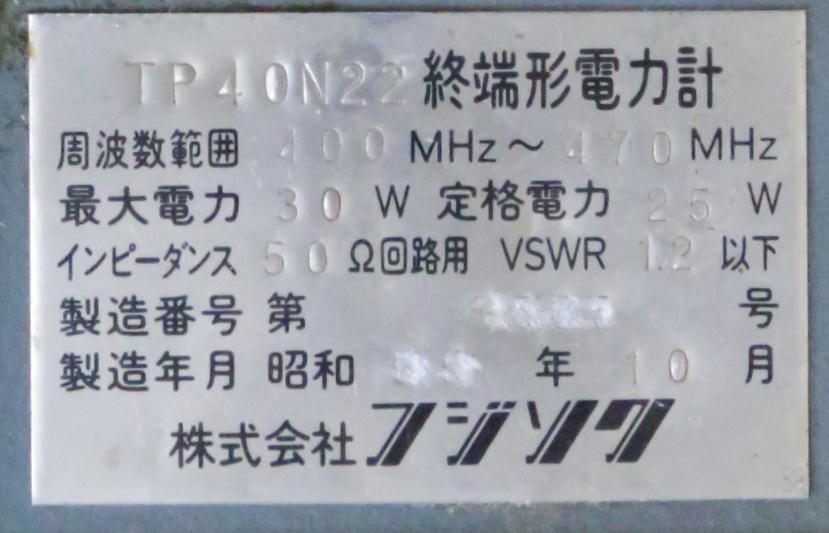 TP40N22 終端形電力計
周波数範囲 400 MHz～470 MHz
最大電力 30 W 定格電力 25 W
インピーダンス 50 Ω回路用 VSWR 1.2 以下
製造番号 第 号
製造年月 昭和 年 10 月
株式会社フジソク